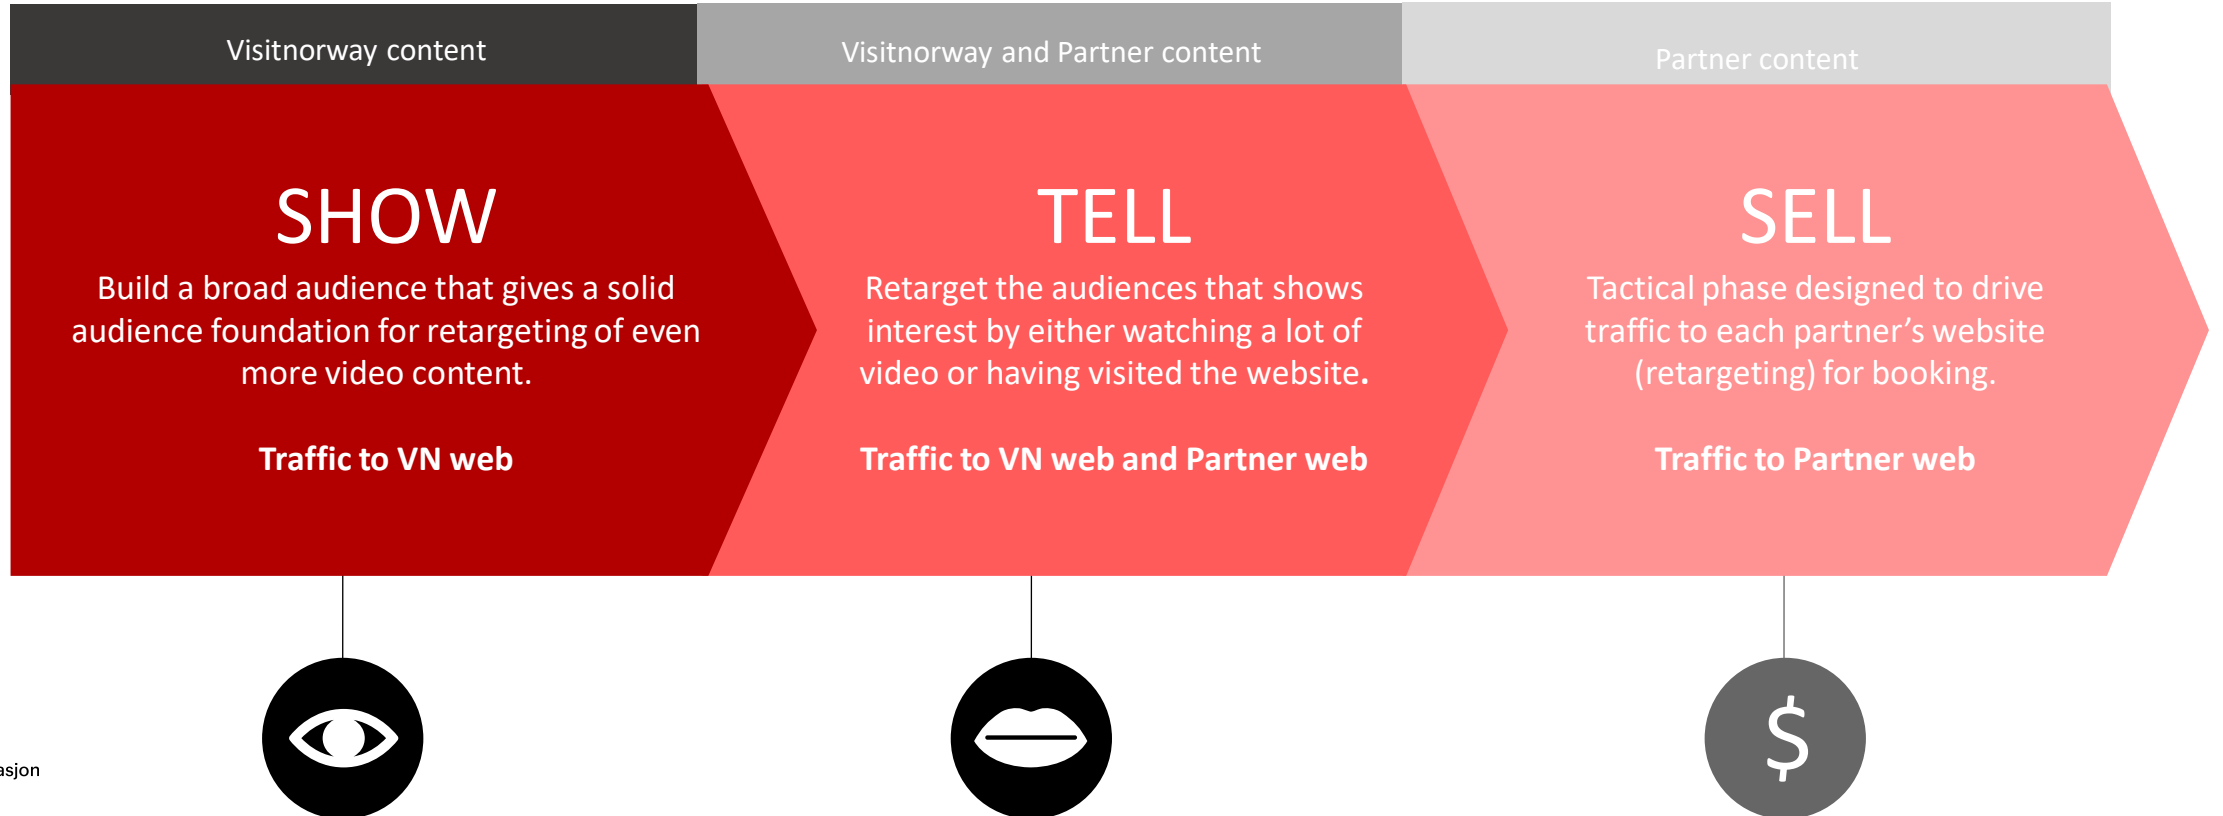 Visitnorway content
Visitnorway and Partner content
Partner content
SHOW
Build a broad audience that gives a solid
audience foundation for retargeting of even
more video content.
Traffic to VN web
TELL
Retarget the audiences that shows
interest by either watching a lot of
video or having visited the website.
Traffic to VN web and Partner web
SELL
Tactical phase designed to drive
traffic to each partner’s website
(retargeting) for booking.
Traffic to Partner web
$
asjon